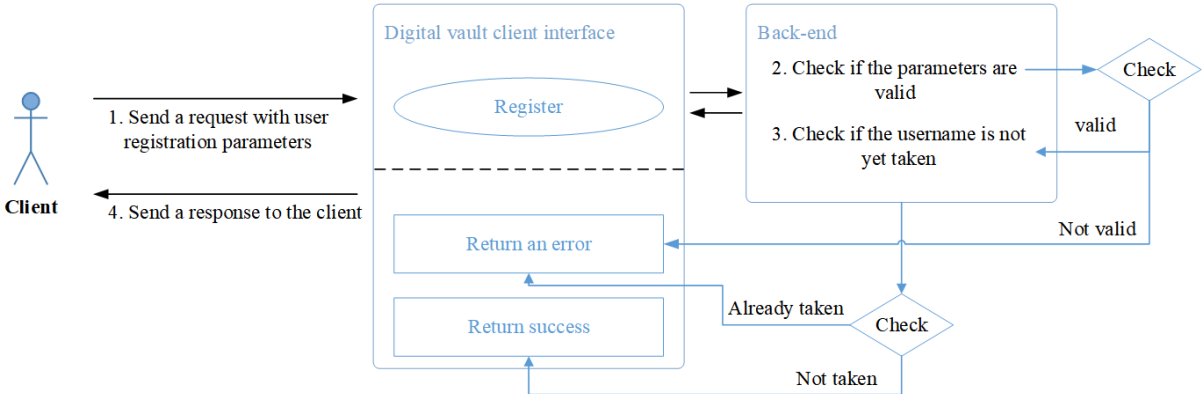 Digital vault client interface
Back-end
2. Check if the parameters are
valid
Check
Register
1. Send a request with user
registration parameters
valid
3. Check if the username is not
yet taken
Client
4. Send a response to the client
Not valid
Return an error
Already taken
Check
Return success
Not taken